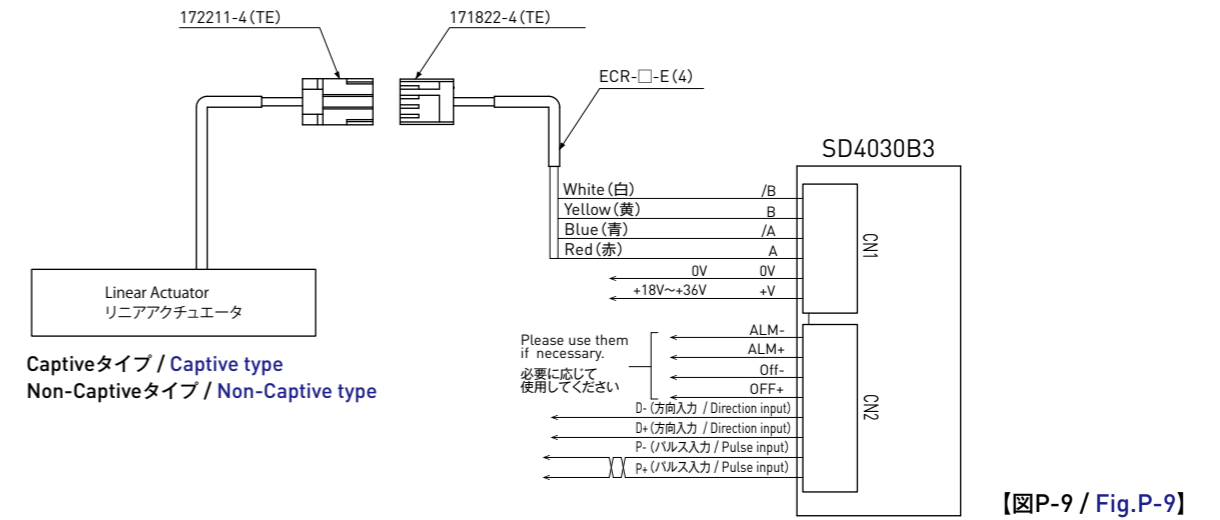 172211-4(TE)
171822-4(TE)
ECR-□-E(4)
SD4030B3
White(白) /B
Yellow(黄) B
Blue(青) /A
Red(赤) A
0V 0V
+18V～+36V +V
CN1
Linear Actuator
リニアアクチュエータ
Captiveタイプ / Captive type
Non-Captiveタイプ / Non-Captive type
Please use them
if necessary.
必要に応じて
使用してください
ALM-
ALM+
Off-
OFF+
D-(方向入力 / Direction input)
D+(方向入力 / Direction input)
P-(パルス入力 / Pulse input)
P+(パルス入力 / Pulse input)
CN2
【図P-9 / Fig.P-9】